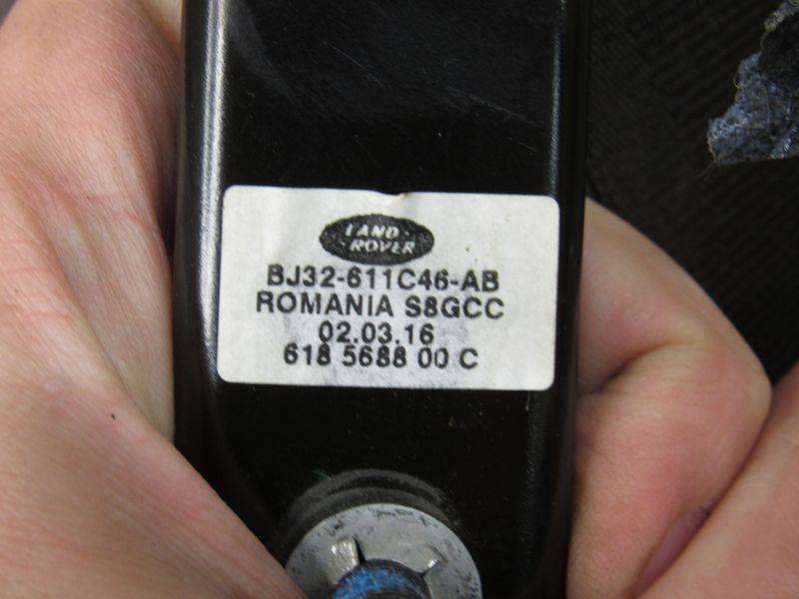 LAND
ROVER
BJ32-611C46-AB
ROMANIA S8GCC
02.03.16
618 5688 00 C